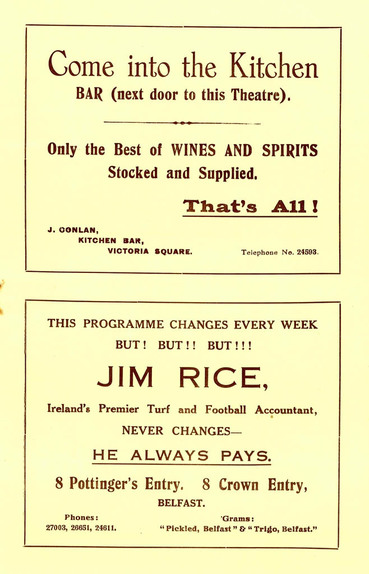 Come into the Kitchen
BAR (next door to this Theatre).
Only the Best of WINES AND SPIRITS
Stocked and Supplied.
That's All!
J. CONLAN,
KITCHEN BAR,
VICTORIA SQUARE.
Telephone No. 24593.
THIS PROGRAMME CHANGES EVERY WEEK
BUT! BUT!! BUT!!!
JIM RICE,
Ireland's Premier Turf and Football Accountant,
NEVER CHANGES—
HE ALWAYS PAYS.
8 Pottinger's Entry. 8 Crown Entry,
BELFAST.
Phones:
27003, 26651, 24611.
'Grams:
"Pickled, Belfast" & "Trigo, Belfast."